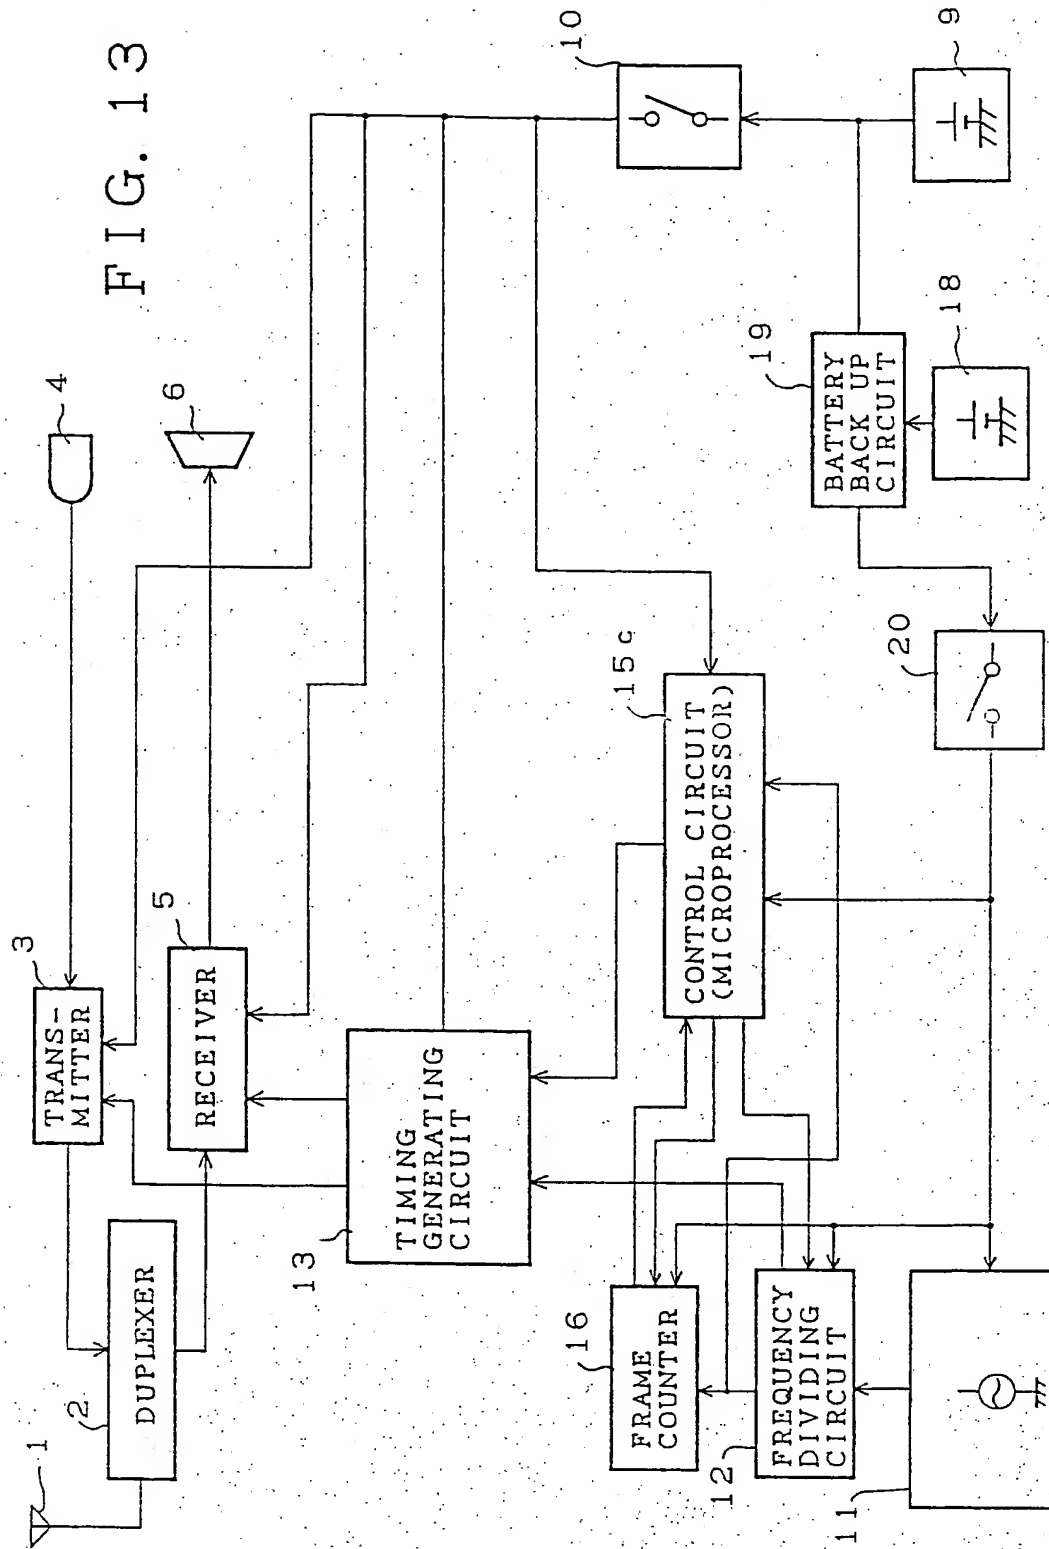 FIG. 13
1
2
DUPLEXER
3
TRANS-
MITTER
4
5
RECEIVER
6
13
TIMING
GENERATING
CIRCUIT
10
9
16
FRAME
COUNTER
12
FREQUENCY
DIVIDING
CIRCUIT
11
15c
CONTROL CIRCUIT
(MICROPROCESSOR)
19
BATTERY
BACK UP
CIRCUIT
18
20